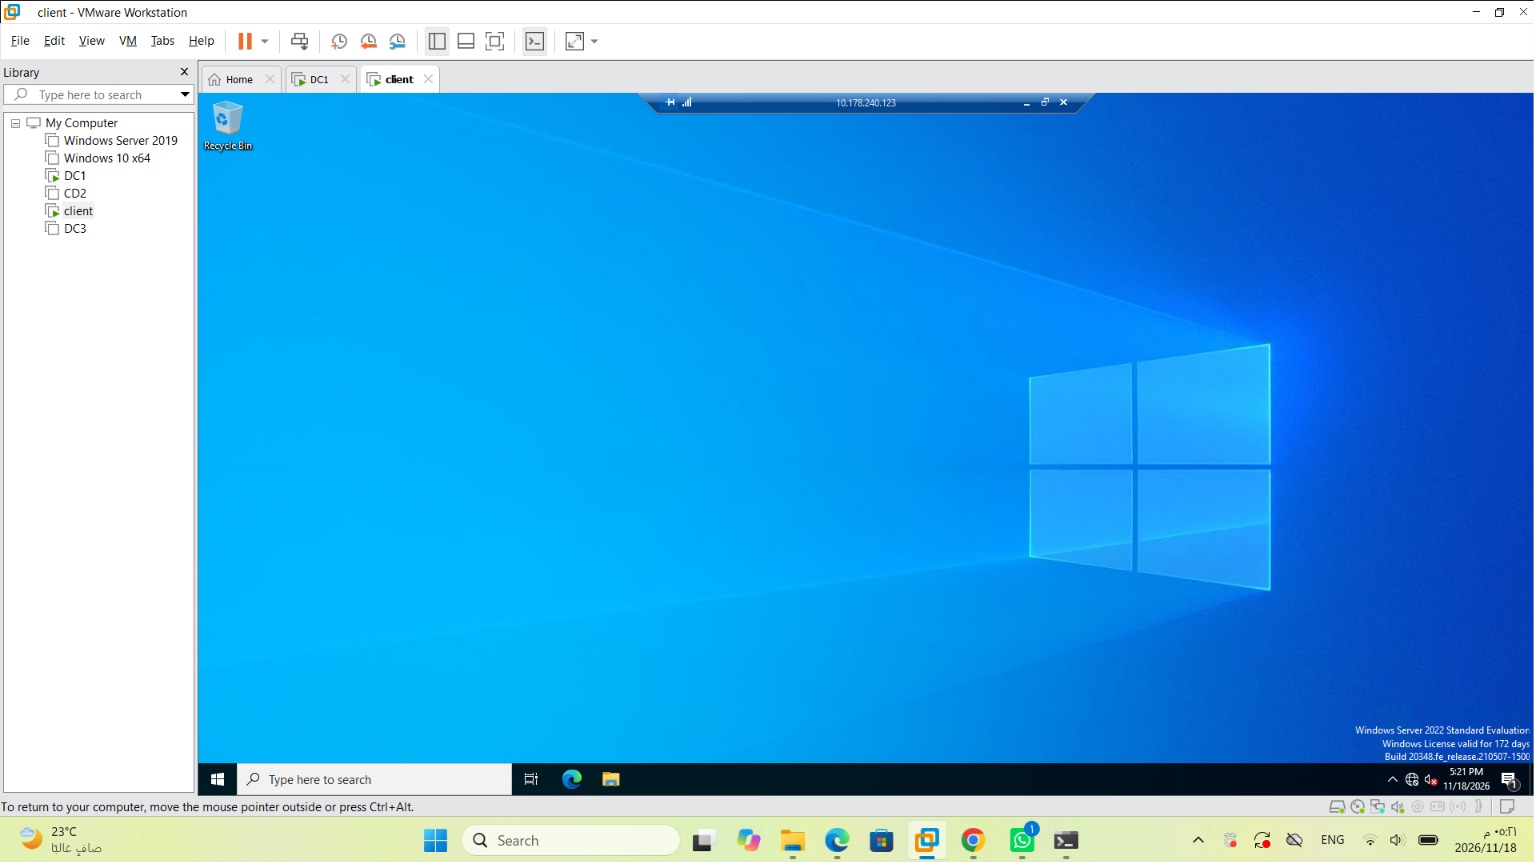 client - VMware Workstation
File Edit View VM Tabs Help
Library
Type here to search
My Computer
Windows Server 2019
Windows 10 x64
DC1
CD2
client
DC3
Home
DC1
client
10.178.240.123
Recycle Bin
Windows Server 2022 Standard Evaluation
Windows License valid for 172 days
Build 20348.fe_release.210507-1500
Type here to search
5:21 PM
11/18/2026
1
To return to your computer, move the mouse pointer outside or press Ctrl+Alt.
23°C
صافٍ غالبًا
Search
1
ENG
٠٥:٢١ م
2026/11/18